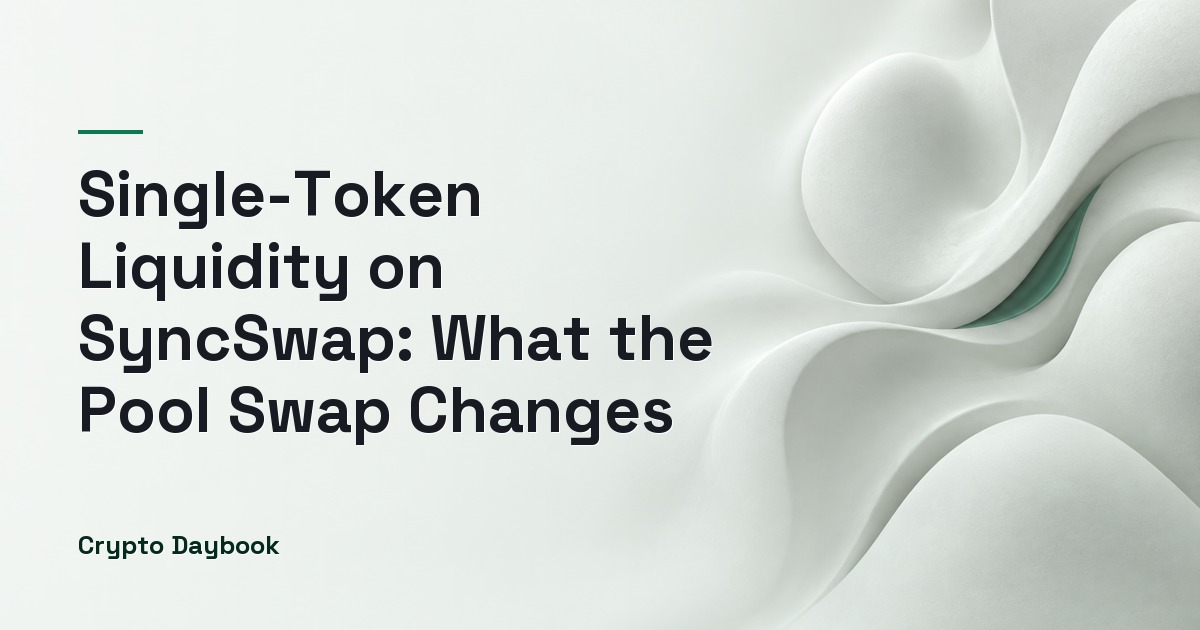 Single-Token
Liquidity on
SyncSwap: What the
Pool Swap Changes
Crypto Daybook